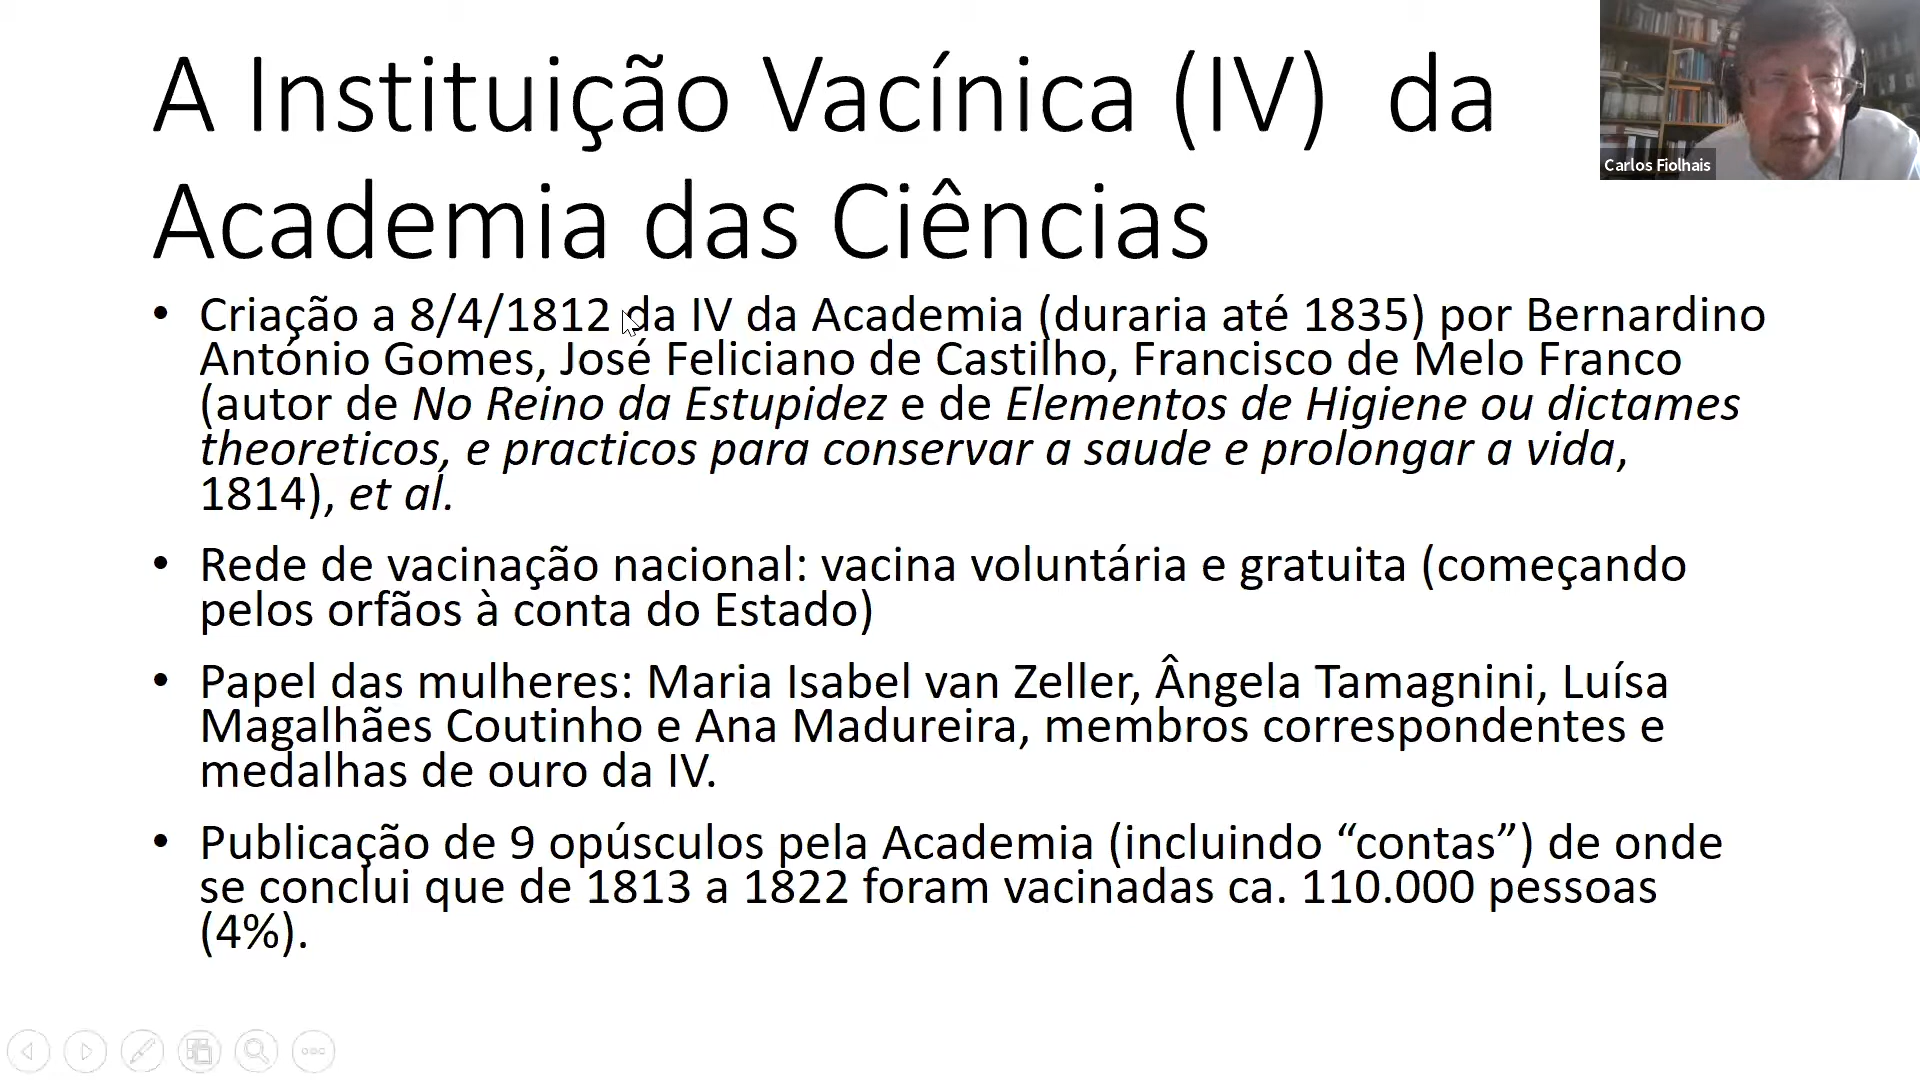 A Instituição Vacínica (IV)  da
Academia das Ciências
Carlos Fiolhais
• Criação a 8/4/1812 da IV da Academia (duraria até 1835) por Bernardino
António Gomes, José Feliciano de Castilho, Francisco de Melo Franco
(autor de No Reino da Estupidez e de Elementos de Higiene ou dictames
theoreticos, e practicos para conservar a saude e prolongar a vida,
1814), et al.
• Rede de vacinação nacional: vacina voluntária e gratuita (começando
pelos orfãos à conta do Estado)
• Papel das mulheres: Maria Isabel van Zeller, Ângela Tamagnini, Luísa
Magalhães Coutinho e Ana Madureira, membros correspondentes e
medalhas de ouro da IV.
• Publicação de 9 opúsculos pela Academia (incluindo “contas”) de onde
se conclui que de 1813 a 1822 foram vacinadas ca. 110.000 pessoas
(4%).